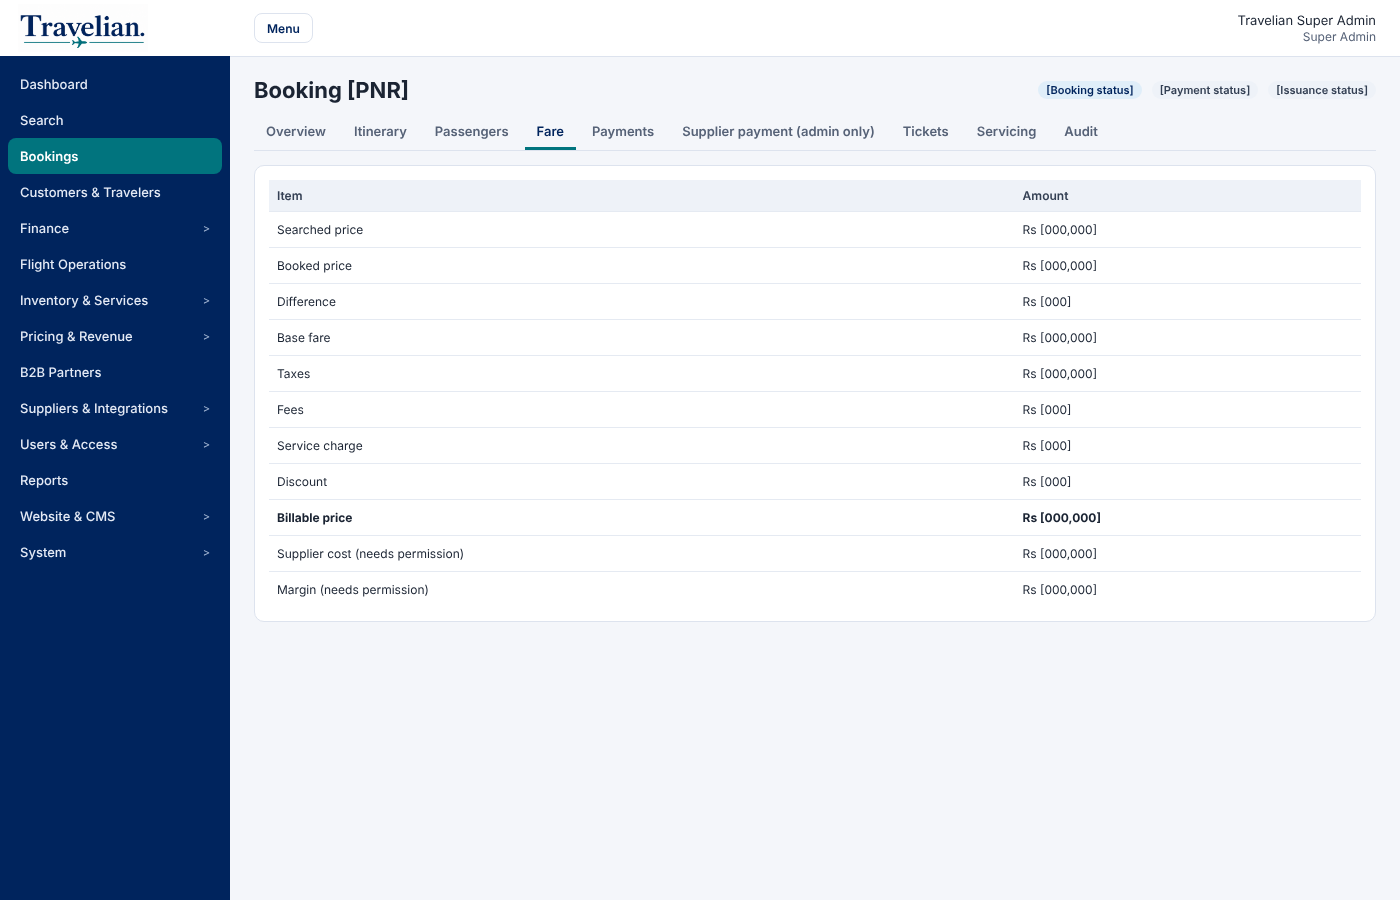 Travelian.
Menu
Travelian Super Admin
Super Admin
Dashboard
Search
Bookings
Customers & Travelers
Finance >
Flight Operations
Inventory & Services >
Pricing & Revenue >
B2B Partners
Suppliers & Integrations >
Users & Access >
Reports
Website & CMS >
System >
Booking [PNR]
[Booking status] [Payment status] [Issuance status]
Overview Itinerary Passengers Fare Payments Supplier payment (admin only) Tickets Servicing Audit
Item Amount
Searched price Rs [000,000]
Booked price Rs [000,000]
Difference Rs [000]
Base fare Rs [000,000]
Taxes Rs [000,000]
Fees Rs [000]
Service charge Rs [000]
Discount Rs [000]
Billable price Rs [000,000]
Supplier cost (needs permission) Rs [000,000]
Margin (needs permission) Rs [000,000]